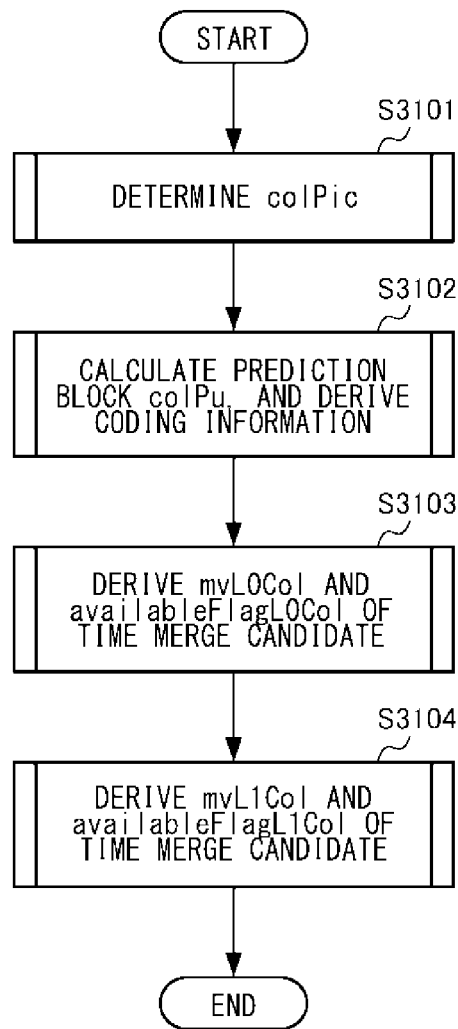 START
S3101
DETERMINE colPic
S3102
CALCULATE PREDICTION
BLOCK colPu, AND DERIVE
CODING INFORMATION
S3103
DERIVE mvL0Col AND
availableFlagL0Col OF
TIME MERGE CANDIDATE
S3104
DERIVE mvL1Col AND
availableFlagL1Col OF
TIME MERGE CANDIDATE
END